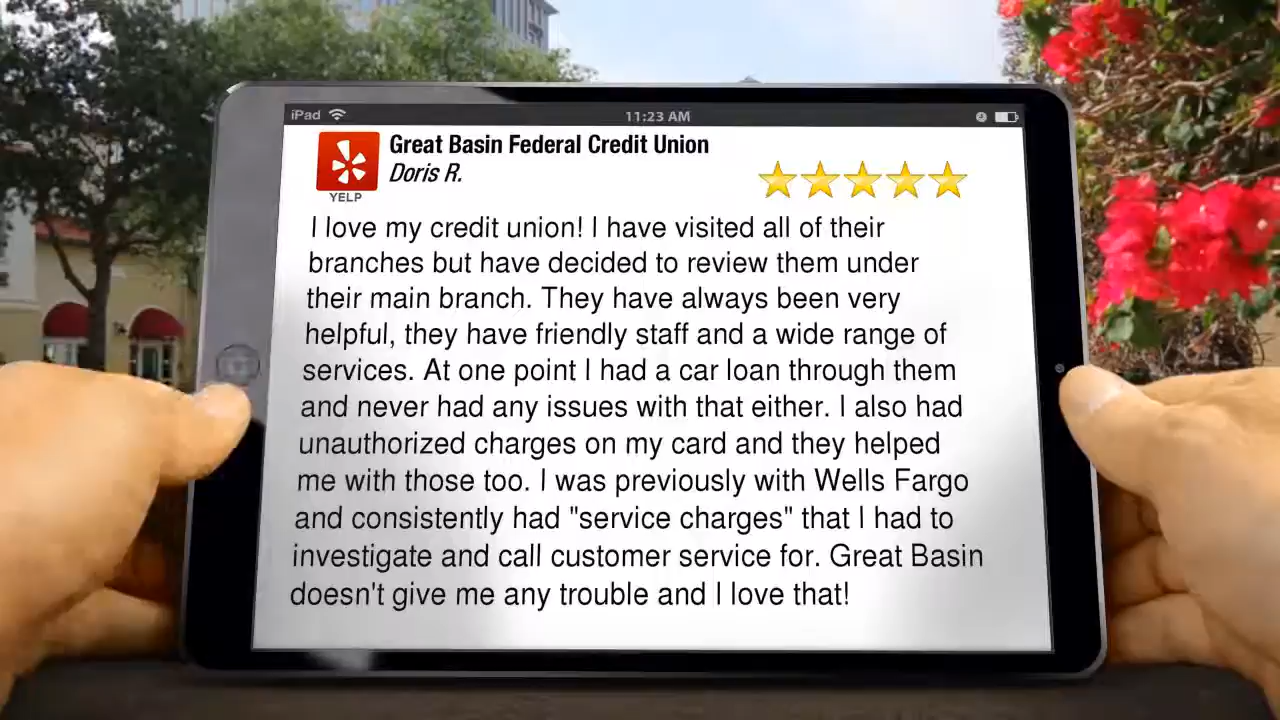 iPad 11:23 AM
Great Basin Federal Credit Union
Doris R.
YELP
I love my credit union! I have visited all of their
branches but have decided to review them under
their main branch. They have always been very
helpful, they have friendly staff and a wide range of
services. At one point I had a car loan through them
and never had any issues with that either. I also had
unauthorized charges on my card and they helped
me with those too. I was previously with Wells Fargo
and consistently had "service charges" that I had to
investigate and call customer service for. Great Basin
doesn't give me any trouble and I love that!